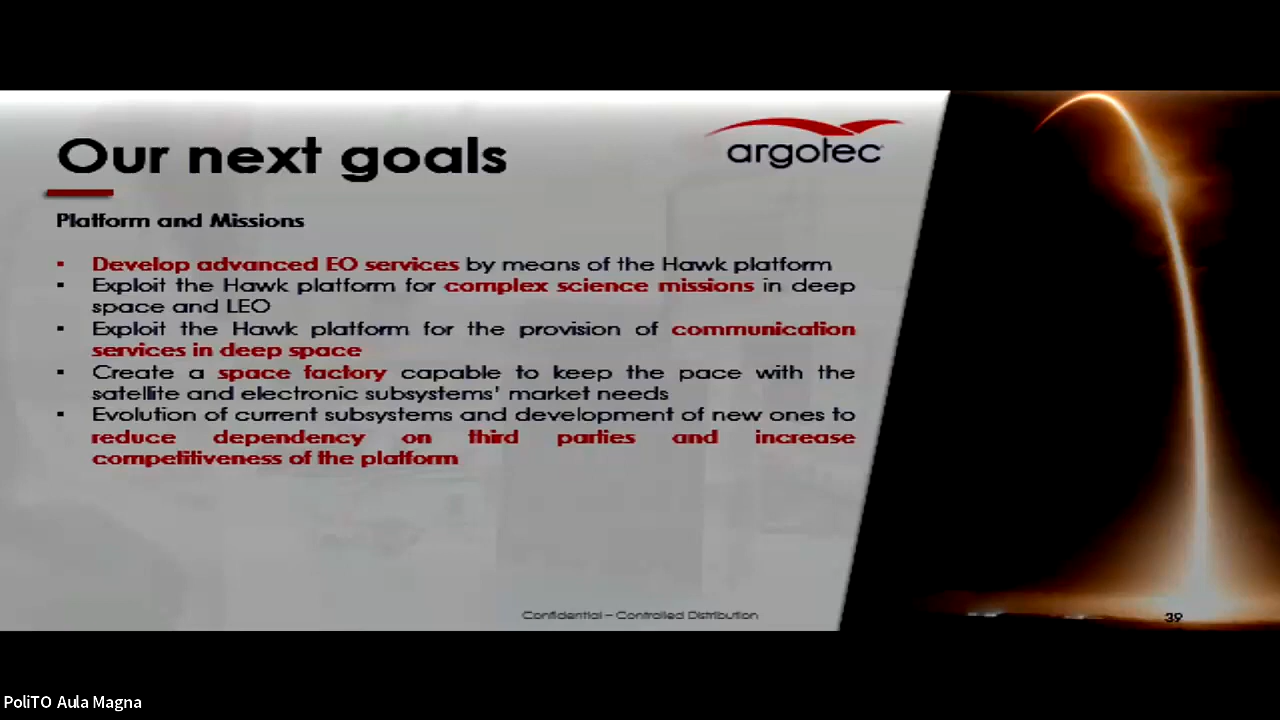 Our next goals
argotec
Platform and Missions
▪ Develop advanced EO services by means of the Hawk platform
▪ Exploit the Hawk platform for complex science missions in deep
space and LEO
▪ Exploit the Hawk platform for the provision of communication
services in deep space
▪ Create a space factory capable to keep the pace with the
satellite and electronic subsystems' market needs
▪ Evolution of current subsystems and development of new ones to
reduce dependency on third parties and increase
competitiveness of the platform
Confidential – Controlled Distribution
39
PoliTO Aula Magna